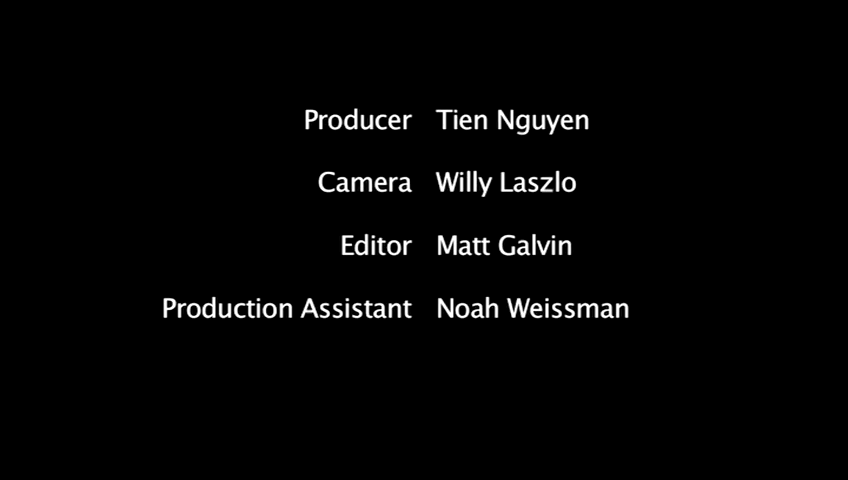 Producer Tien Nguyen
Camera Willy Laszlo
Editor Matt Galvin
Production Assistant Noah Weissman